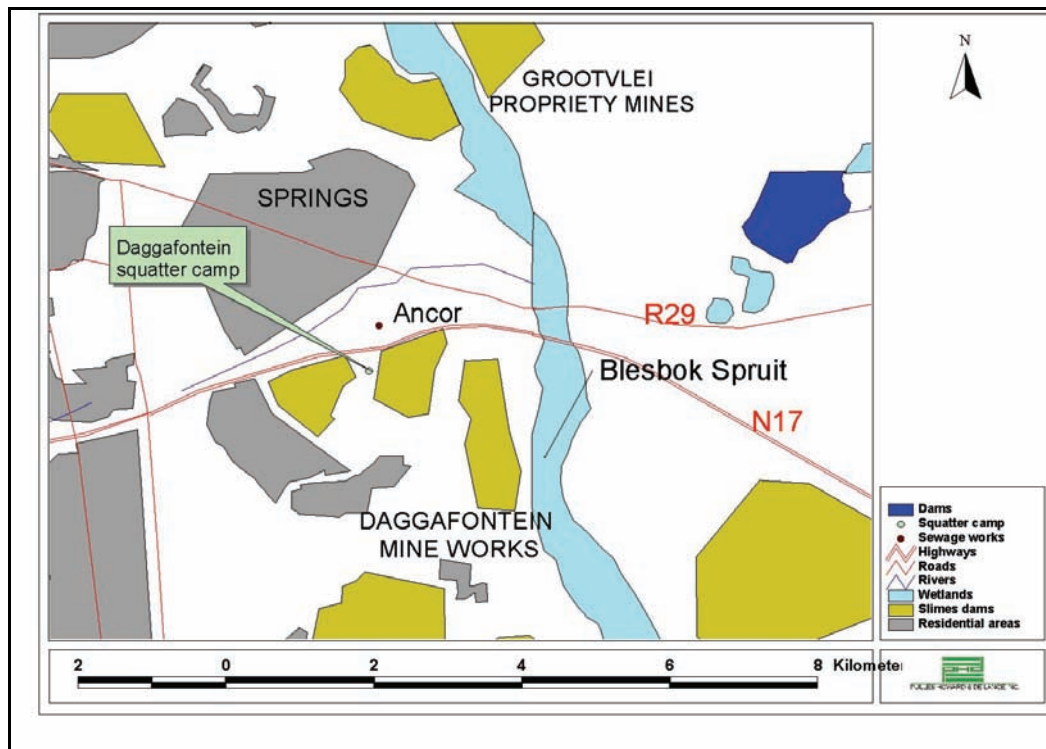 N
GROOTVLEI
PROPRIETY MINES
SPRINGS
Daggafontein
squatter camp
Ancor
R29
Blesbok Spruit
N17
DAGGAFONTEIN
MINE WORKS
Dams
Squatter camp
Sewage works
Highways
Roads
Rivers
Wetlands
Slimes dams
Residential areas
2 0 2 4 6 8 Kilomete